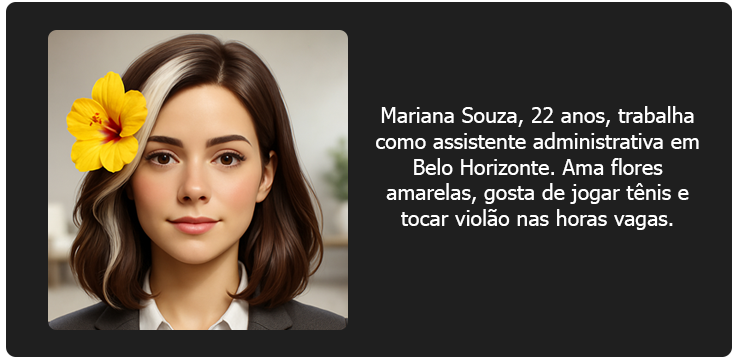 Mariana Souza, 22 anos, trabalha
como assistente administrativa em
Belo Horizonte. Ama flores
amarelas, gosta de jogar tênis e
tocar violão nas horas vagas.